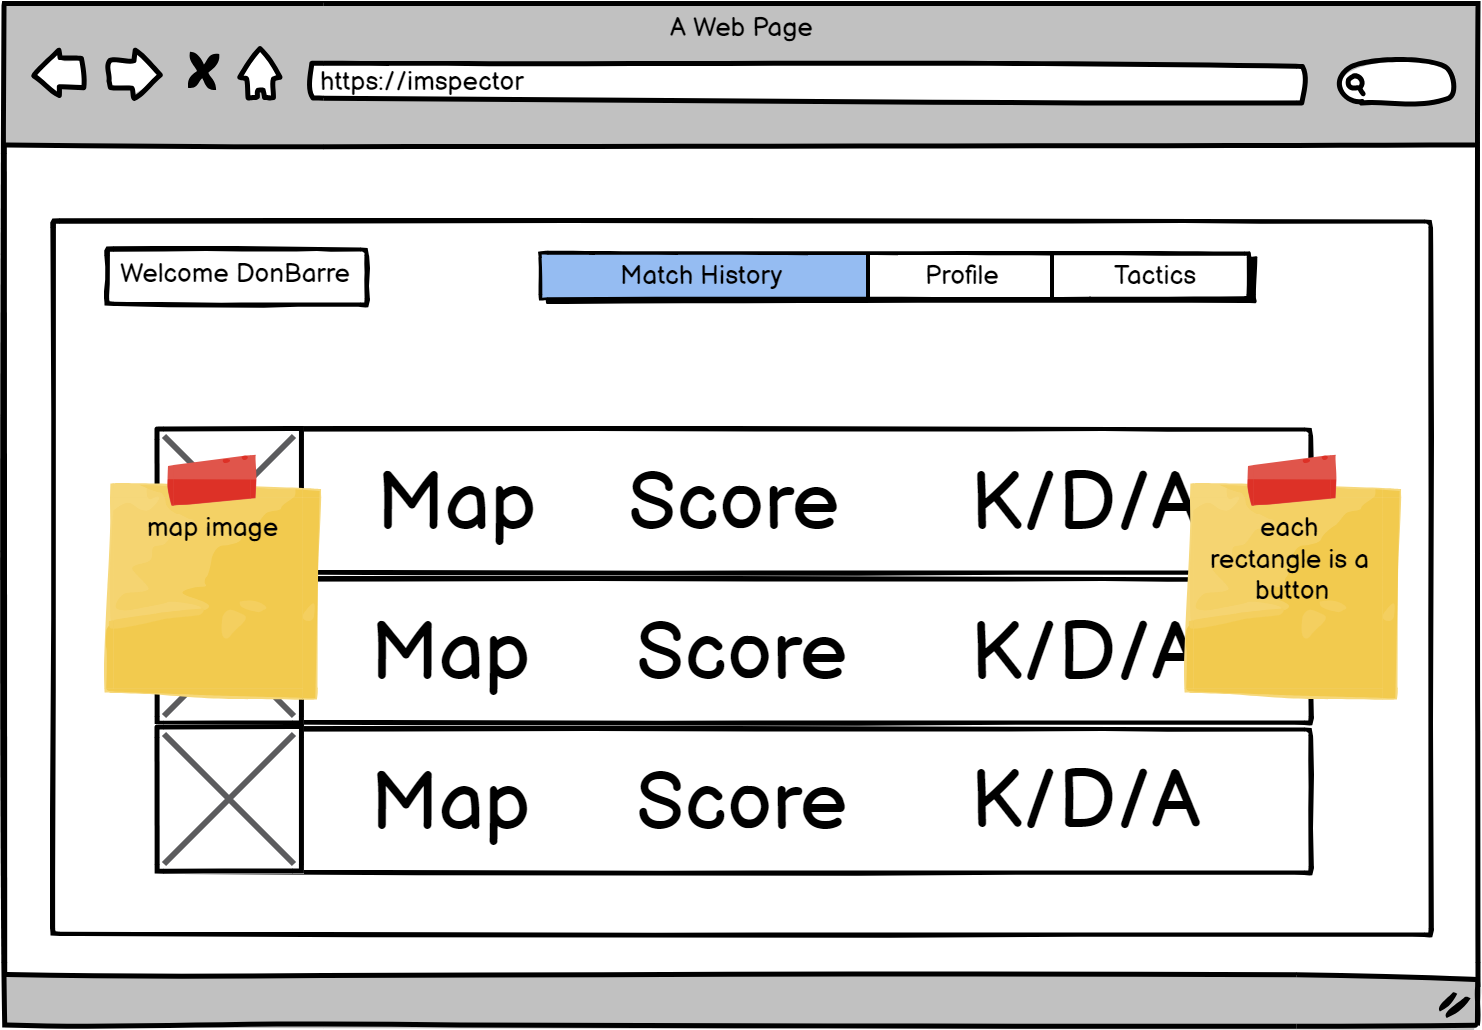 A Web Page
https://imspector
Welcome DonBarre
Match History Profile Tactics
Map Score K/D/A
map image
each
rectangle is a
button
Map Score K/D/A
Map Score K/D/A